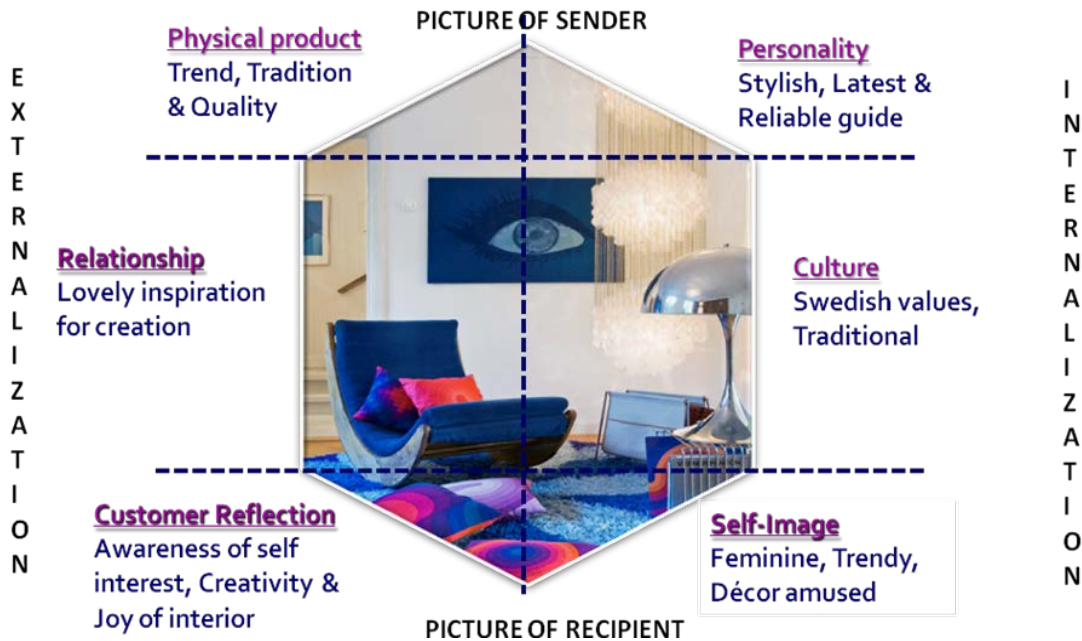 PICTURE OF SENDER
Physical product
Trend, Tradition
& Quality
Personality
Stylish, Latest &
Reliable guide
EXTERNALIZATION
INTERNALIZATION
Relationship
Lovely inspiration
for creation
Culture
Swedish values,
Traditional
Customer Reflection
Awareness of self
interest, Creativity &
Joy of interior
Self-Image
Feminine, Trendy,
Décor amused
PICTURE OF RECIPIENT